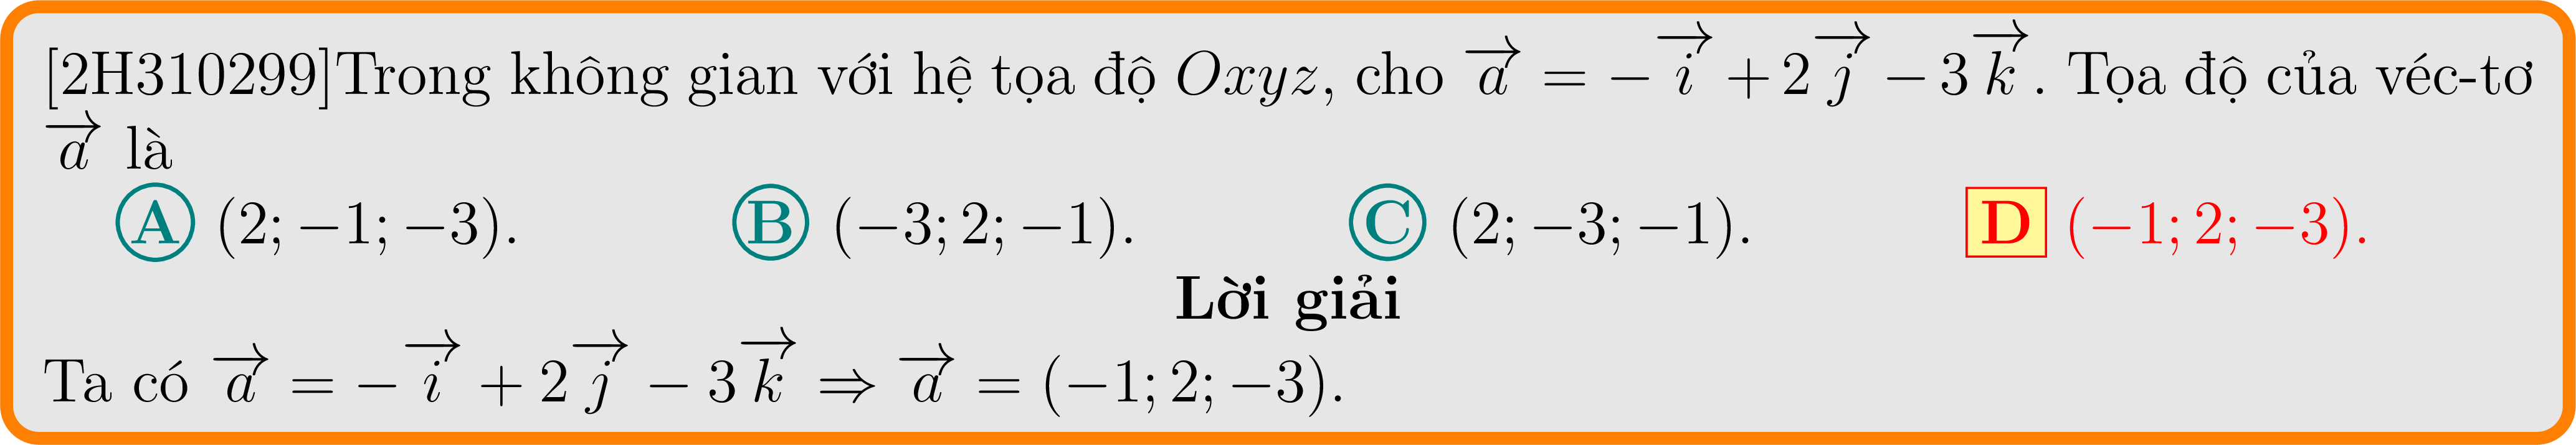 [2H310299]Trong không gian với hệ tọa độ $Oxyz$, cho $\overrightarrow{a} = -\overrightarrow{i} + 2\overrightarrow{j} - 3\overrightarrow{k}$. Tọa độ của véc-tơ
$\overrightarrow{a}$ là
A $(2; -1; -3)$. B $(-3; 2; -1)$. C $(2; -3; -1)$. D $(-1; 2; -3)$.
Lời giải
Ta có $\overrightarrow{a} = -\overrightarrow{i} + 2\overrightarrow{j} - 3\overrightarrow{k} \Rightarrow \overrightarrow{a} = (-1; 2; -3)$.